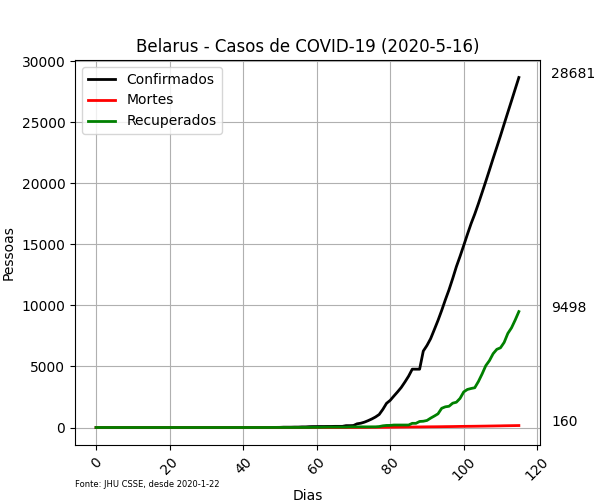 Belarus - Casos de COVID-19 (2020-5-16)
30000
25000
20000
15000
10000
5000
0
Pessoas
Confirmados
Mortes
Recuperados
28681
9498
160
0
20
40
60
80
100
120
Dias
Fonte: JHU CSSE, desde 2020-1-22